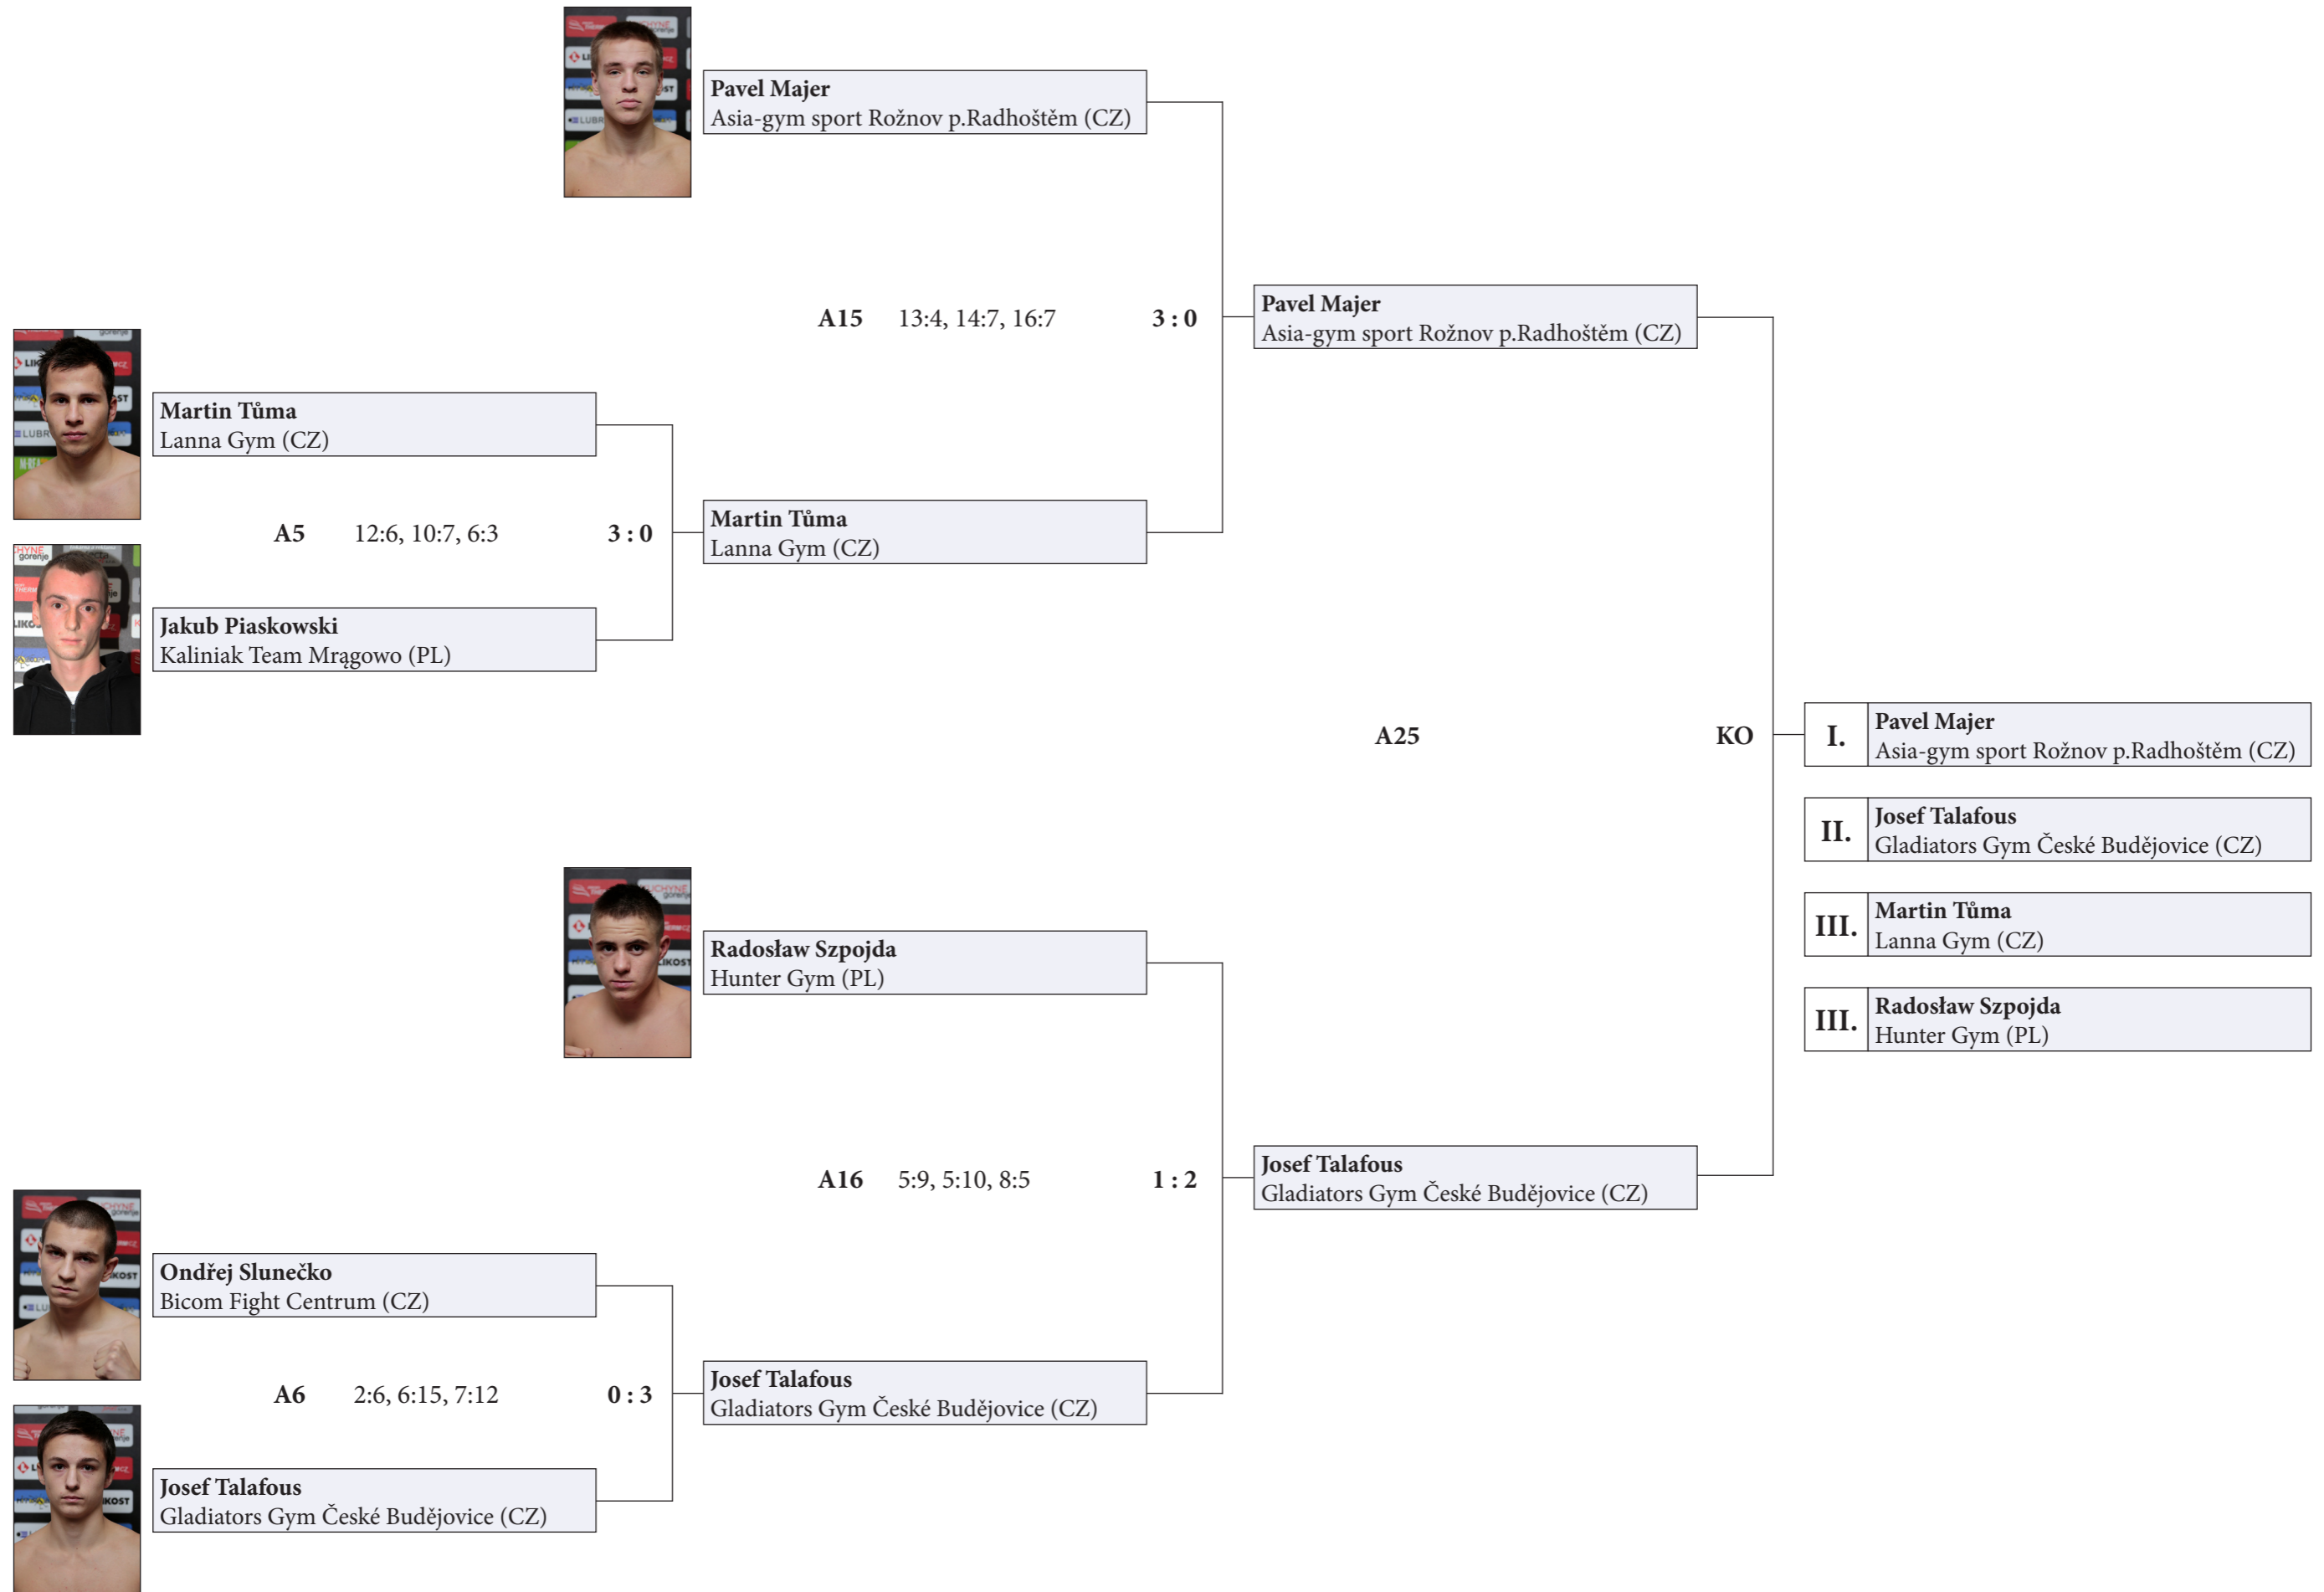 Pavel Majer
Asia-gym sport Rožnov p.Radhoštěm (CZ)
A15 13:4, 14:7, 16:7 3 : 0
Pavel Majer
Asia-gym sport Rožnov p.Radhoštěm (CZ)
Martin Tůma
Lanna Gym (CZ)
A5 12:6, 10:7, 6:3 3 : 0
Martin Tůma
Lanna Gym (CZ)
Jakub Piaskowski
Kaliniak Team Mrągowo (PL)
A25 KO
I. Pavel Majer
Asia-gym sport Rožnov p.Radhoštěm (CZ)
II. Josef Talafous
Gladiators Gym České Budějovice (CZ)
III. Martin Tůma
Lanna Gym (CZ)
III. Radosław Szpojda
Hunter Gym (PL)
Radosław Szpojda
Hunter Gym (PL)
A16 5:9, 5:10, 8:5 1 : 2
Josef Talafous
Gladiators Gym České Budějovice (CZ)
Ondřej Slunečko
Bicom Fight Centrum (CZ)
A6 2:6, 6:15, 7:12 0 : 3
Josef Talafous
Gladiators Gym České Budějovice (CZ)
Josef Talafous
Gladiators Gym České Budějovice (CZ)